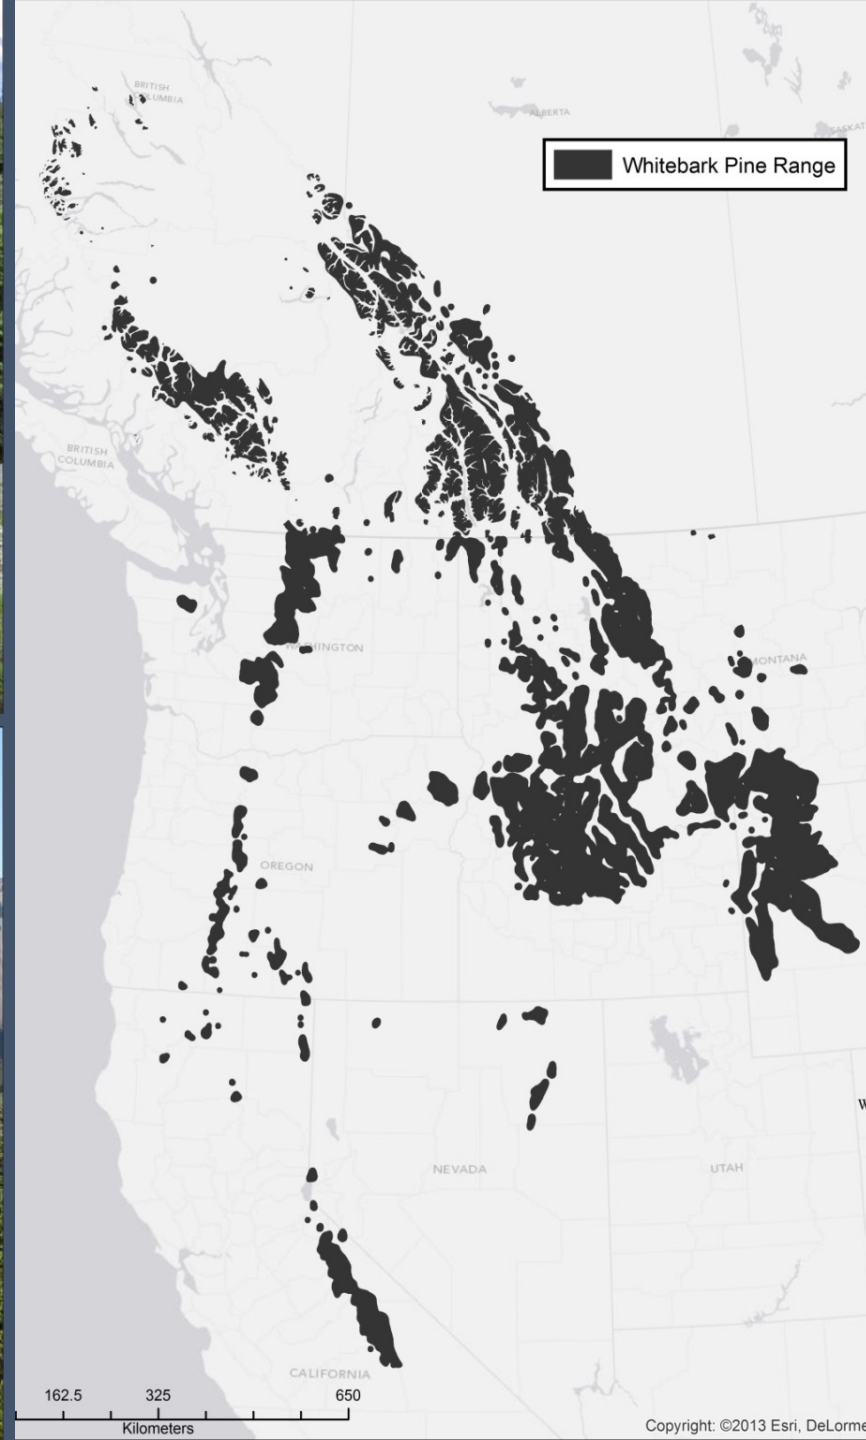 BRITISH
COLUMBIA
ALBERTA
Whitebark Pine Range
BRITISH
COLUMBIA
WASHINGTON
MONTANA
OREGON
NEVADA
UTAH
CALIFORNIA
162.5 325 650
Kilometers
Copyright: ©2013 Esri, DeLorme